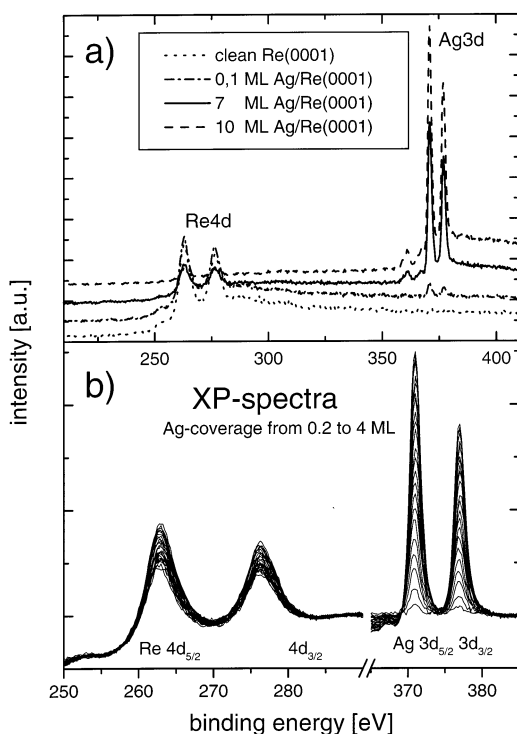 a)
clean Re(0001)
0,1 ML Ag/Re(0001)
7 ML Ag/Re(0001)
10 ML Ag/Re(0001)
Ag3d
Re4d
250 300 350 400
b)
XP-spectra
Ag-coverage from 0.2 to 4 ML
Re 4d5/2 4d3/2 Ag 3d5/2 3d3/2
250 260 270 280 370 380
binding energy [eV]
intensity [a.u.]